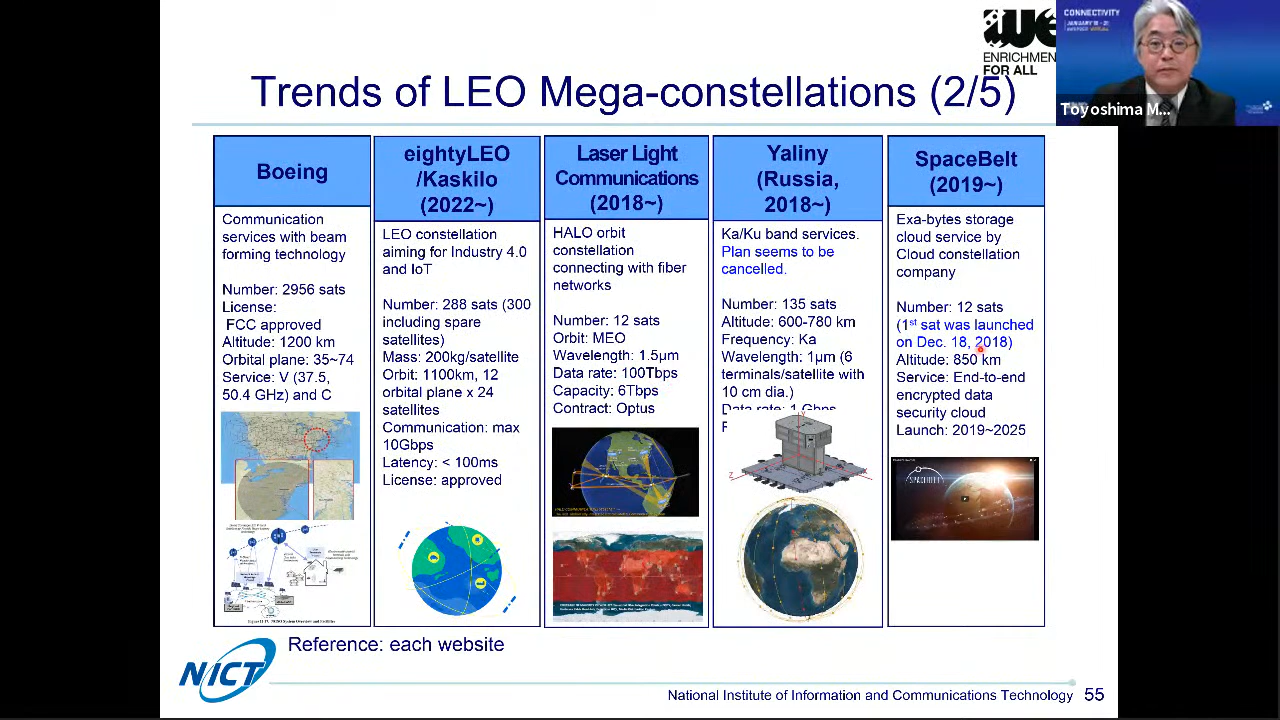 ENRICHMENT
FOR ALL
CONNECTIVITY
Toyoshima M...
Trends of LEO Mega-constellations (2/5)
Boeing
Communication
services with beam
forming technology
Number: 2956 sats
License:
FCC approved
Altitude: 1200 km
Orbital plane: 35~74
Service: V (37.5,
50.4 GHz) and C
eightyLEO
/Kaskilo
(2022~)
LEO constellation
aiming for Industry 4.0
and IoT
Number: 288 sats (300
including spare
satellites)
Mass: 200kg/satellite
Orbit: 1100km, 12
orbital plane x 24
satellites
Communication: max
10Gbps
Latency: < 100ms
License: approved
Laser Light
Communications
(2018~)
HALO orbit
constellation
connecting with fiber
networks
Number: 12 sats
Orbit: MEO
Wavelength: 1.5μm
Data rate: 100Tbps
Capacity: 6Tbps
Contract: Optus
Yaliny
(Russia,
2018~)
Ka/Ku band services.
Plan seems to be
cancelled.
Number: 135 sats
Altitude: 600-780 km
Frequency: Ka
Wavelength: 1μm (6
terminals/satellite with
10 cm dia.)
Data rate: 1 Gbps
SpaceBelt
(2019~)
Exa-bytes storage
cloud service by
Cloud constellation
company
Number: 12 sats
(1st sat was launched
on Dec. 18, 2018)
Altitude: 850 km
Service: End-to-end
encrypted data
security cloud
Launch: 2019~2025
Reference: each website
NICT
National Institute of Information and Communications Technology 55